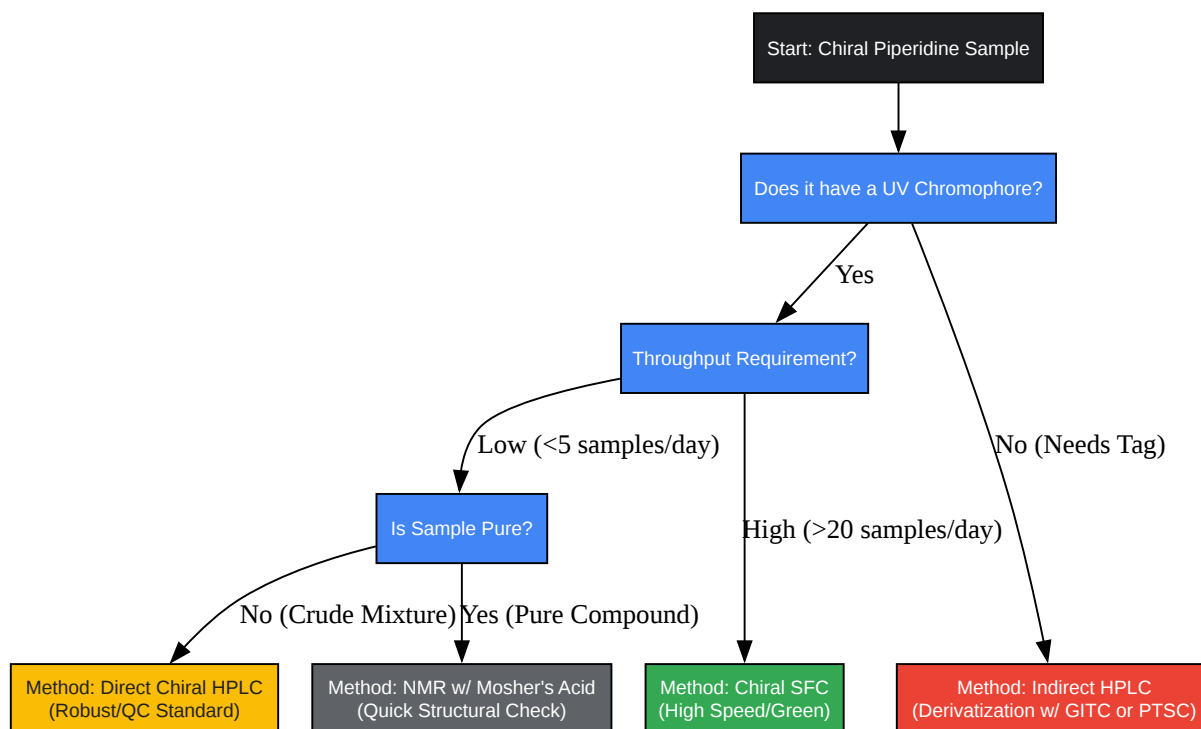 Start: Chiral Piperidine Sample
Does it have a UV Chromophore?
Yes
Throughput Requirement?
Low (<5 samples/day)
No (Needs Tag)
Is Sample Pure?
High (>20 samples/day)
No (Crude Mixture)
Yes (Pure Compound)
Method: Direct Chiral HPLC
(Robust/QC Standard)
Method: NMR w/ Mosher's Acid
(Quick Structural Check)
Method: Chiral SFC
(High Speed/Green)
Method: Indirect HPLC
(Derivatization w/ GITC or PTSC)